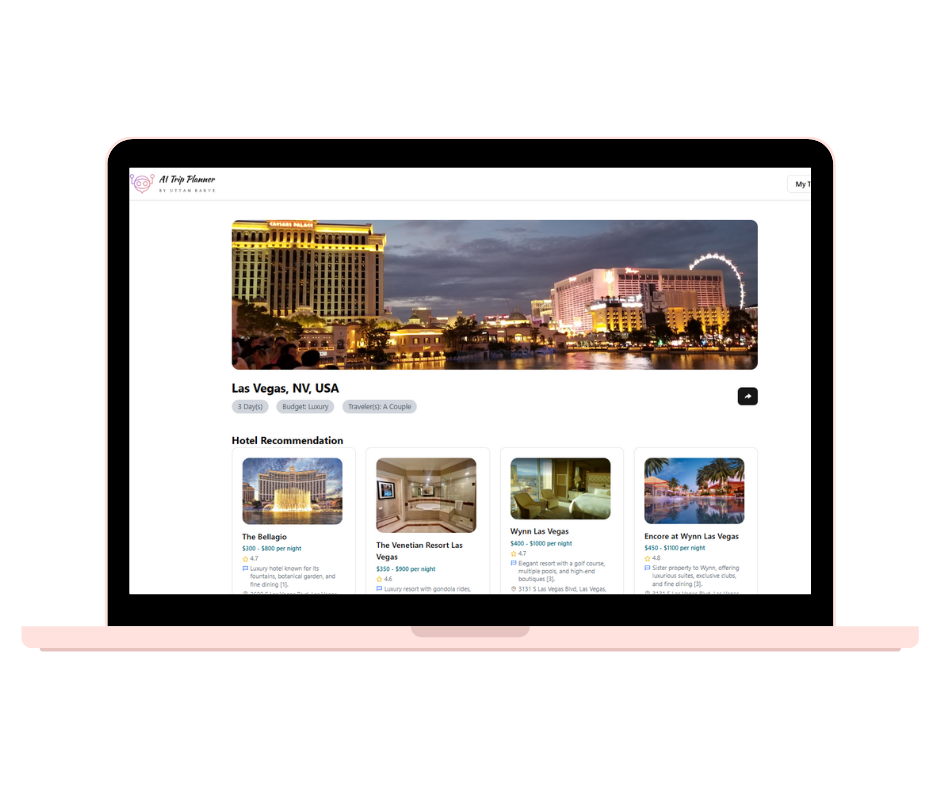 AI Trip Planner
BY UTTAM BARVE
My T
CAESARS PALACE
Las Vegas, NV, USA
3 Day(s)
Budget: Luxury
Traveler(s): A Couple
Hotel Recommendation
The Bellagio
$300 - $800 per night
4.7
Luxury hotel known for its
fountains, botanical garden, and
fine dining [1].
The Venetian Resort Las
Vegas
$350 - $900 per night
4.6
Luxury resort with gondola rides,
Wynn Las Vegas
$400 - $1000 per night
4.7
Elegant resort with a golf course,
multiple pools, and high-end
boutiques [3].
3131 S Las Vegas Blvd, Las Vegas,
Encore at Wynn Las Vegas
$450 - $1100 per night
4.8
Sister property to Wynn, offering
luxurious suites, exclusive clubs,
and fine dining [3].